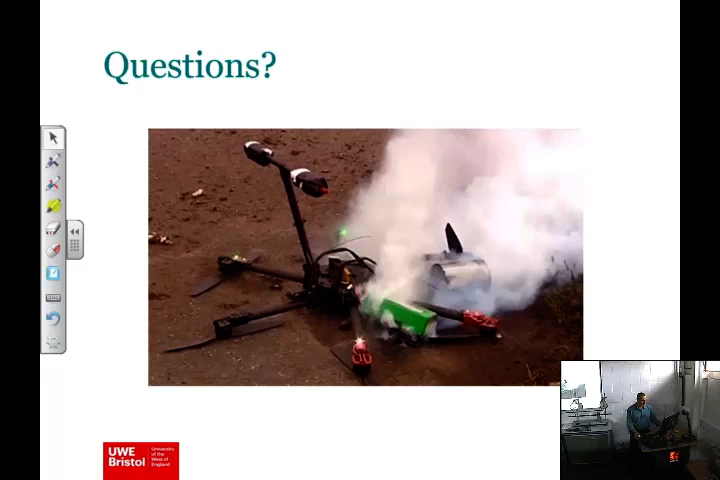 Questions?
UWE
Bristol
University
of the
West of
England